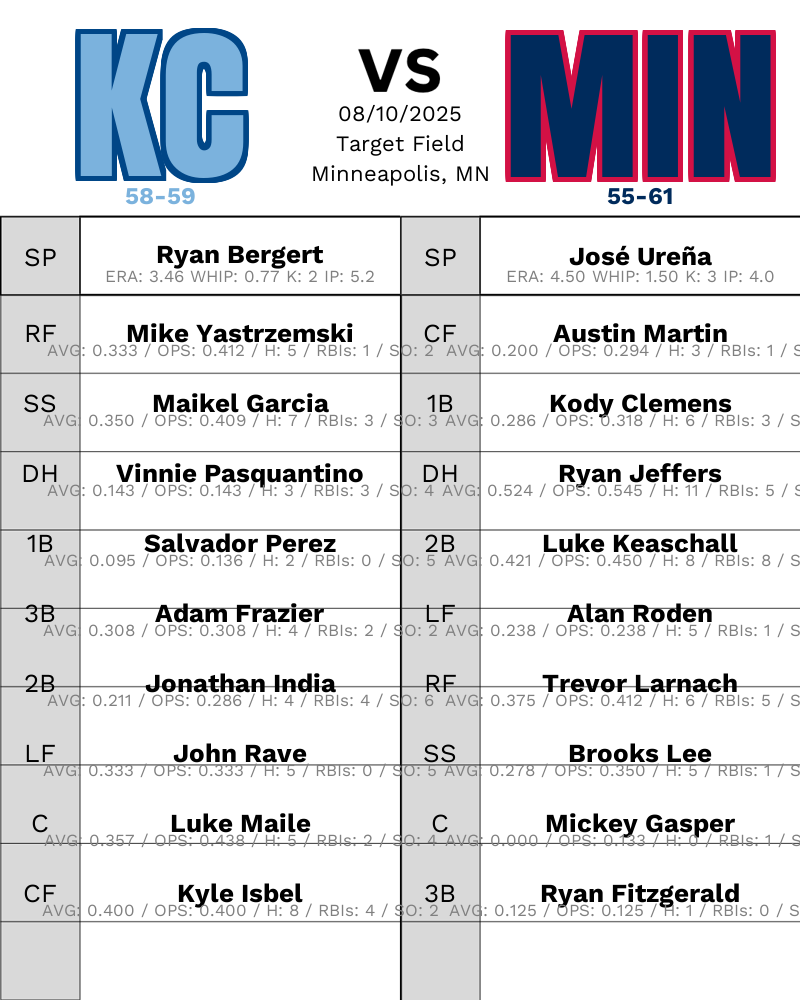 KC
VS
MIN
08/10/2025
Target Field
Minneapolis, MN
58-59
55-61
SP
Ryan Bergert
ERA: 3.46 WHIP: 0.77 K: 2 IP: 5.2
SP
José Ureña
ERA: 4.50 WHIP: 1.50 K: 3 IP: 4.0
RF
Mike Yastrzemski
AVG: 0.333 / OPS: 0.412 / H: 5 / RBIs: 1 / SO: 2
CF
Austin Martin
AVG: 0.200 / OPS: 0.294 / H: 3 / RBIs: 1 / S
SS
Maikel Garcia
AVG: 0.350 / OPS: 0.409 / H: 7 / RBIs: 3 / SO: 3
1B
Kody Clemens
AVG: 0.286 / OPS: 0.318 / H: 6 / RBIs: 3 / S
DH
Vinnie Pasquantino
AVG: 0.143 / OPS: 0.143 / H: 3 / RBIs: 3 / SO: 4
DH
Ryan Jeffers
AVG: 0.524 / OPS: 0.545 / H: 11 / RBIs: 5 / S
1B
Salvador Perez
AVG: 0.095 / OPS: 0.136 / H: 2 / RBIs: 0 / SO: 5
2B
Luke Keaschall
AVG: 0.421 / OPS: 0.450 / H: 8 / RBIs: 8 / S
3B
Adam Frazier
AVG: 0.308 / OPS: 0.308 / H: 4 / RBIs: 2 / SO: 2
LF
Alan Roden
AVG: 0.238 / OPS: 0.238 / H: 5 / RBIs: 1 / S
2B
Jonathan India
AVG: 0.211 / OPS: 0.286 / H: 4 / RBIs: 4 / SO: 6
RF
Trevor Larnach
AVG: 0.375 / OPS: 0.412 / H: 6 / RBIs: 5 / S
LF
John Rave
AVG: 0.333 / OPS: 0.333 / H: 5 / RBIs: 0 / SO: 5
SS
Brooks Lee
AVG: 0.278 / OPS: 0.350 / H: 5 / RBIs: 1 / S
C
Luke Maile
AVG: 0.357 / OPS: 0.438 / H: 5 / RBIs: 2 / SO: 4
C
Mickey Gasper
AVG: 0.000 / OPS: 0.133 / H: 0 / RBIs: 1 / S
CF
Kyle Isbel
AVG: 0.400 / OPS: 0.400 / H: 8 / RBIs: 4 / SO: 2
3B
Ryan Fitzgerald
AVG: 0.125 / OPS: 0.125 / H: 1 / RBIs: 0 / S